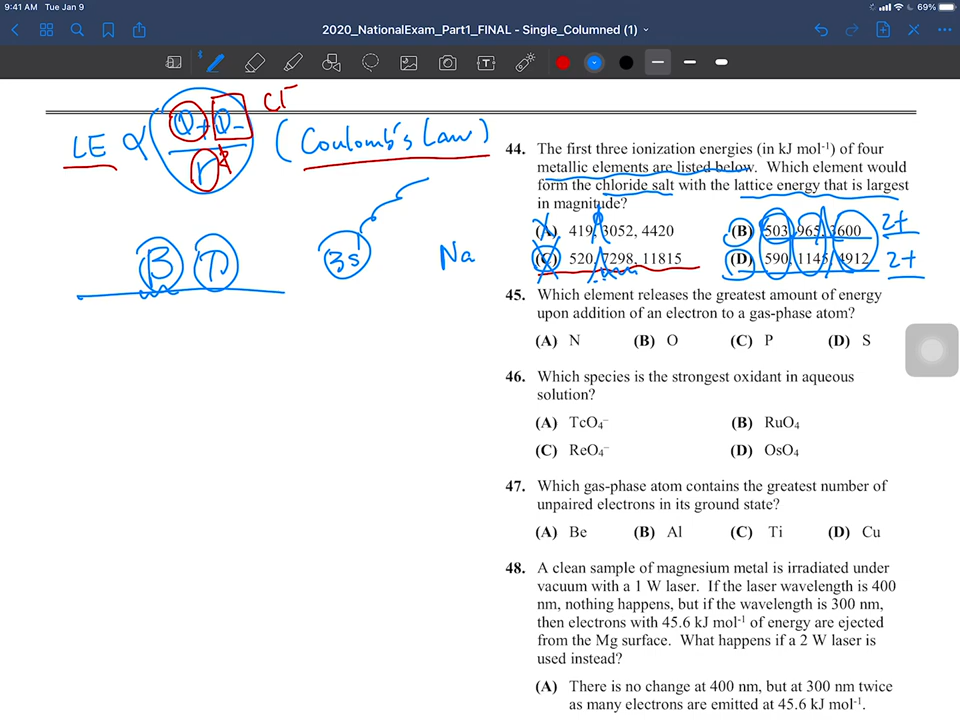 9:41 AM Tue Jan 9
69%
2020_NationalExam_Part1_FINAL - Single_Columned (1)
Cl⁻
Q+ Q-
LE ∝ (Coulomb's Law)
r²
B D 3s Na
44. The first three ionization energies (in kJ mol⁻¹) of four
metallic elements are listed below. Which element would
form the chloride salt with the lattice energy that is largest
in magnitude?
(A) 419, 3052, 4420 (B) 503, 965, 3600 2+
(C) 520, 7298, 11815 (D) 590, 1145, 4912 2+
45. Which element releases the greatest amount of energy
upon addition of an electron to a gas-phase atom?
(A) N (B) O (C) P (D) S
46. Which species is the strongest oxidant in aqueous
solution?
(A) TcO₄⁻ (B) RuO₄
(C) ReO₄⁻ (D) OsO₄
47. Which gas-phase atom contains the greatest number of
unpaired electrons in its ground state?
(A) Be (B) Al (C) Ti (D) Cu
48. A clean sample of magnesium metal is irradiated under
vacuum with a 1 W laser. If the laser wavelength is 400
nm, nothing happens, but if the wavelength is 300 nm,
then electrons with 45.6 kJ mol⁻¹ of energy are ejected
from the Mg surface. What happens if a 2 W laser is
used instead?
(A) There is no change at 400 nm, but at 300 nm twice
as many electrons are emitted at 45.6 kJ mol⁻¹.